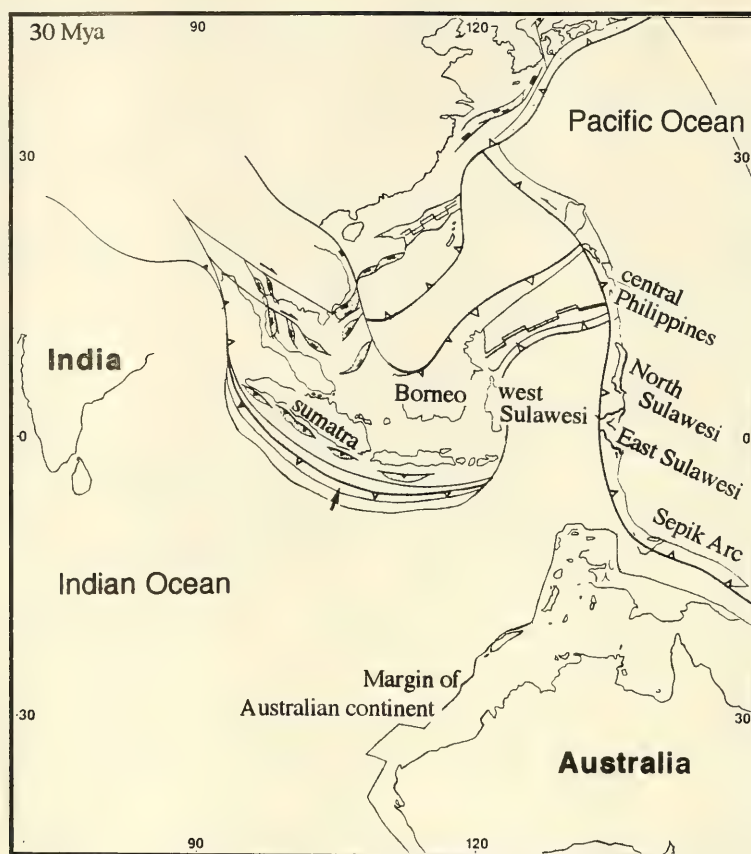 30 Mya
90
120
Pacific Ocean
30
30
central
Philippines
India
North
Sulawesi
Borneo
west
Sulawesi
sumatra
-0
0
East Sulawesi
Sepik Arc
Indian Ocean
Margin of
Australian continent
-30
30
Australia
90
120